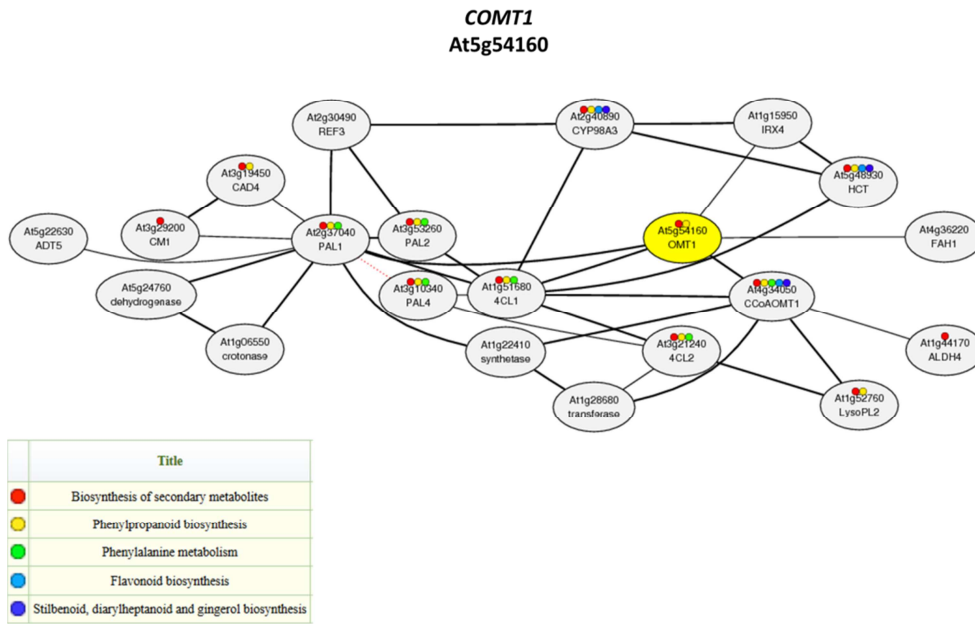 COMT1
At5g54160
At2g30490
REF3
At2g40890
CYP98A3
At1g15950
IRX4
At3g19450
CAD4
At5g48930
HCT
At5g22630
ADT5
At3g29200
CM1
At2g37040
PAL1
At3g53260
PAL2
At5g54160
OMT1
At4g36220
FAH1
At5g24760
dehydrogenase
At3g10340
PAL4
At1g51680
4CL1
At4g34050
CCoAOMT1
At1g06550
crotonase
At1g22410
synthetase
At3g21240
4CL2
At1g44170
ALDH4
At1g28680
transferase
At1g52760
LysoPL2
Title
Biosynthesis of secondary metabolites
Phenylpropanoid biosynthesis
Phenylalanine metabolism
Flavonoid biosynthesis
Stilbenoid, diarylheptanoid and gingerol biosynthesis